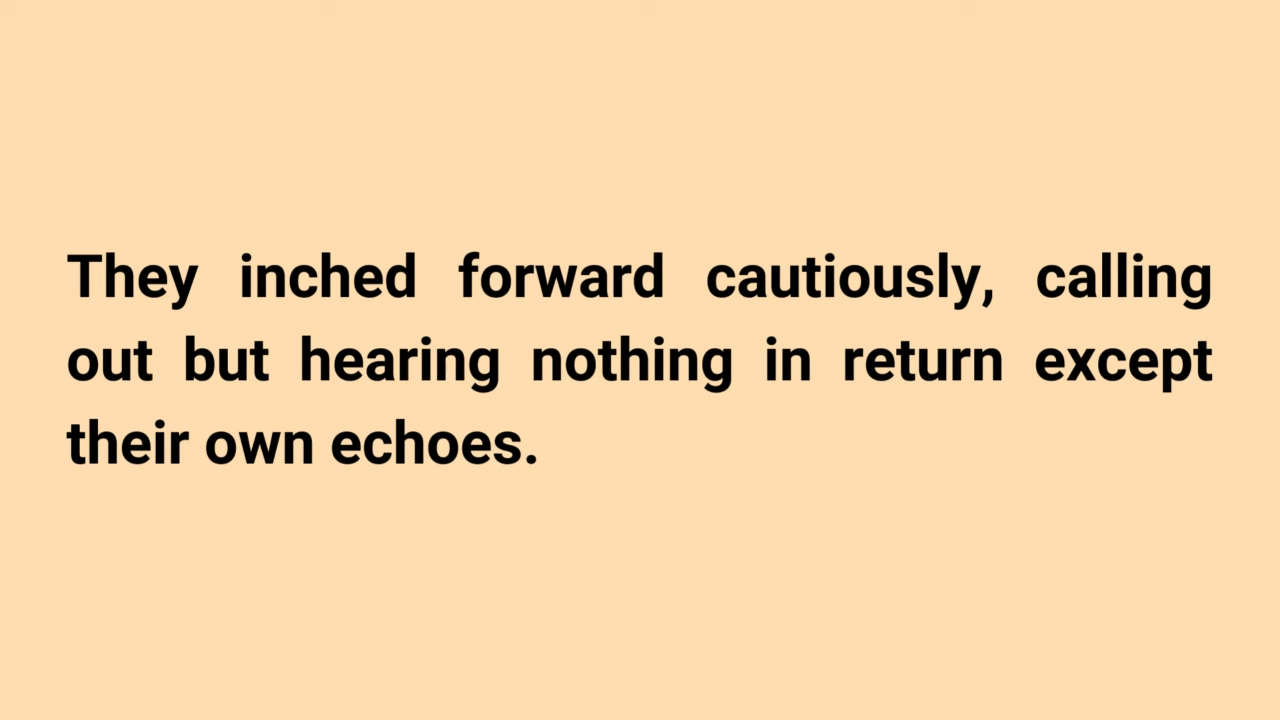 They inched forward cautiously, calling
out but hearing nothing in return except
their own echoes.